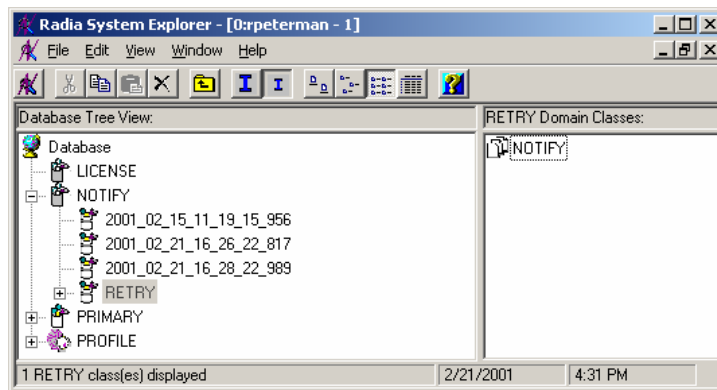 Radia System Explorer - [0:rpeterman - 1]
File Edit View Window Help
Database Tree View:
RETRY Domain Classes:
Database
LICENSE
NOTIFY
2001_02_15_11_19_15_956
2001_02_21_16_26_22_817
2001_02_21_16_28_22_989
RETRY
PRIMARY
PROFILE
NOTIFY
1 RETRY class(es) displayed 2/21/2001 4:31 PM